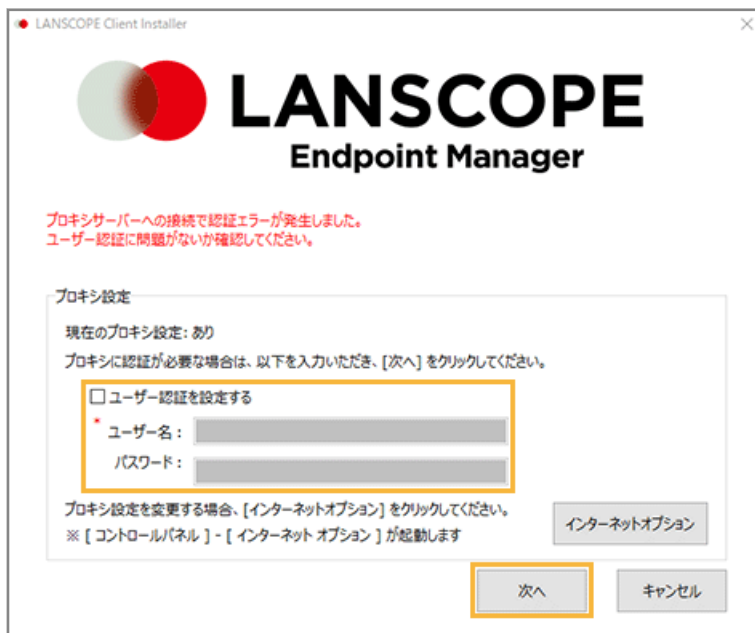 LANSCOPE Client Installer
LANSCOPE
Endpoint Manager
プロキシサーバーへの接続で認証エラーが発生しました。
ユーザー認証に問題がないか確認してください。
プロキシ設定
現在のプロキシ設定: あり
プロキシに認証が必要な場合は、以下を入力いただき、[次へ] をクリックしてください。
ユーザー認証を設定する
* ユーザー名：
パスワード：
プロキシ設定を変更する場合、[インターネットオプション] をクリックしてください。
※ [ コントロールパネル ] - [ インターネット オプション ] が起動します
インターネットオプション
次へ
キャンセル